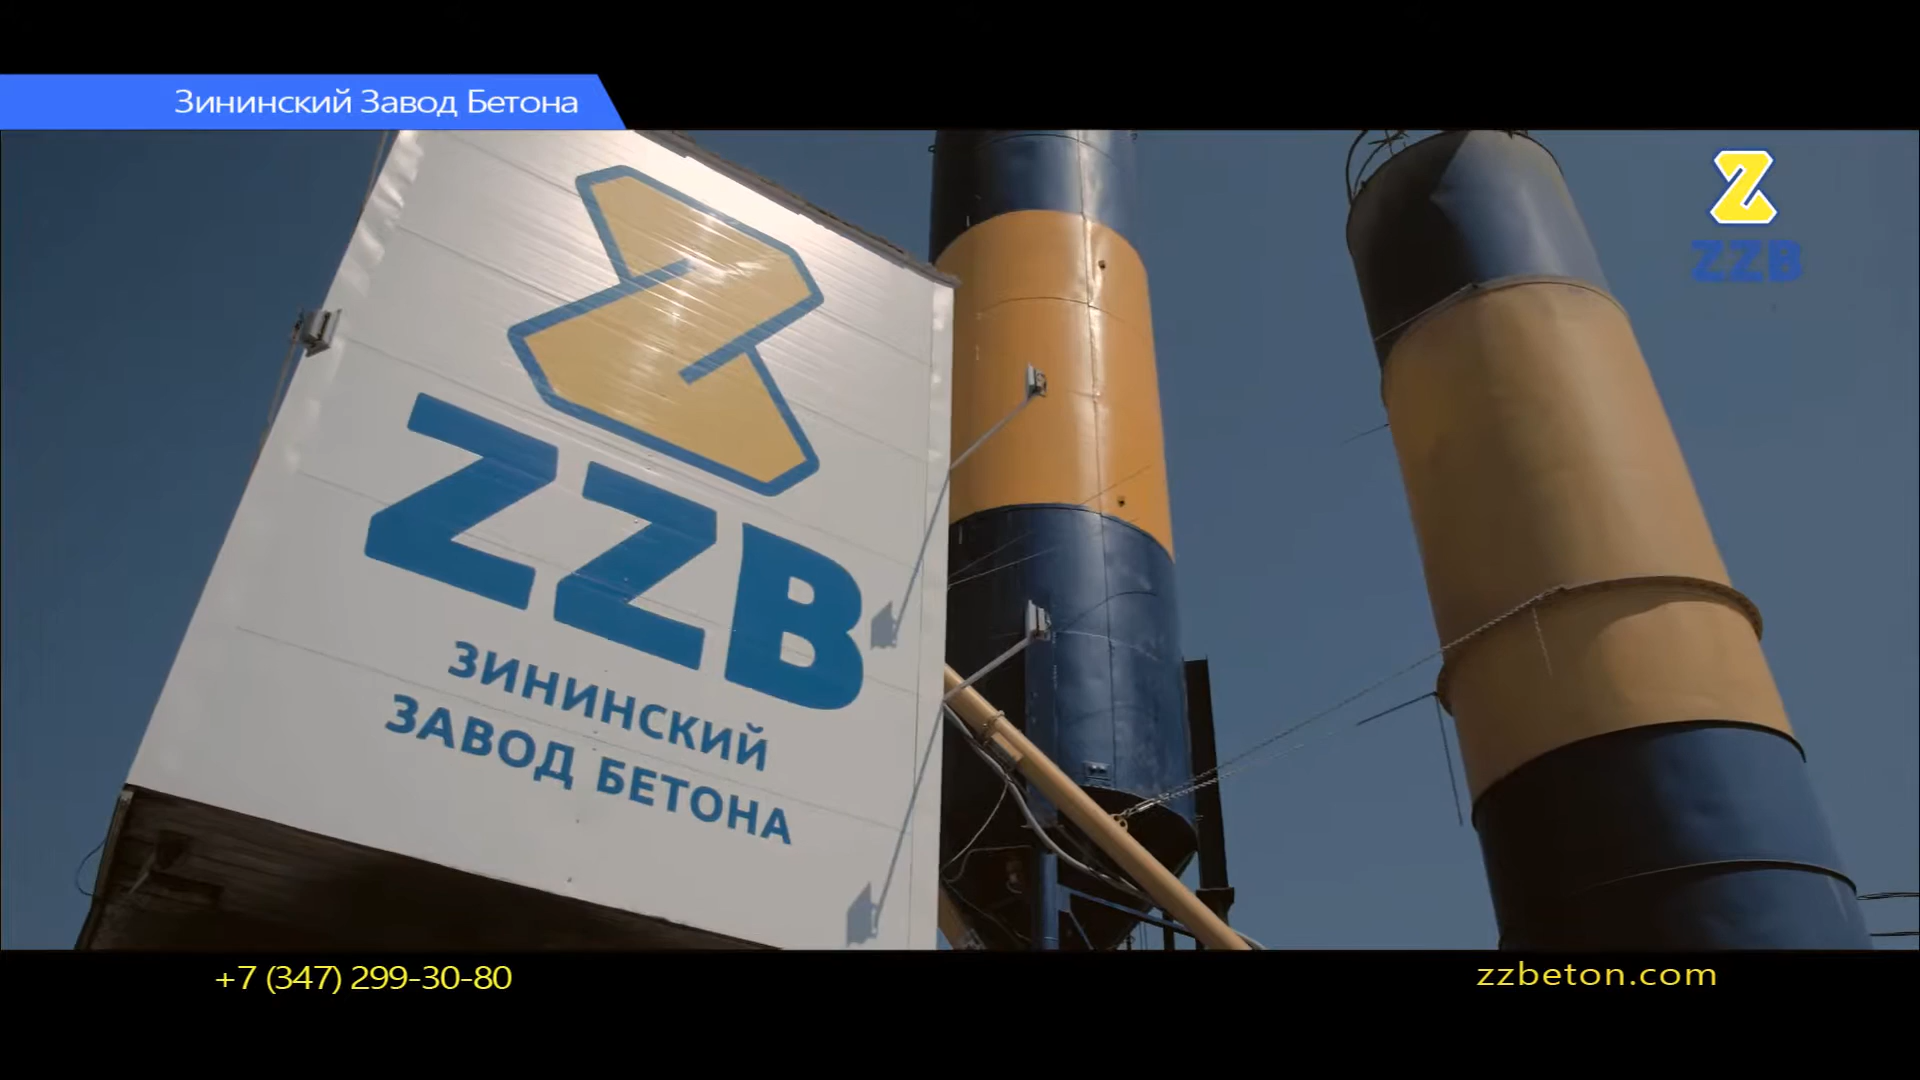 Зининский Завод Бетона
Z
ZZB
Z
ZZB
ЗИНИНСКИЙ
ЗАВОД БЕТОНА
+7 (347) 299-30-80
zzbeton.com